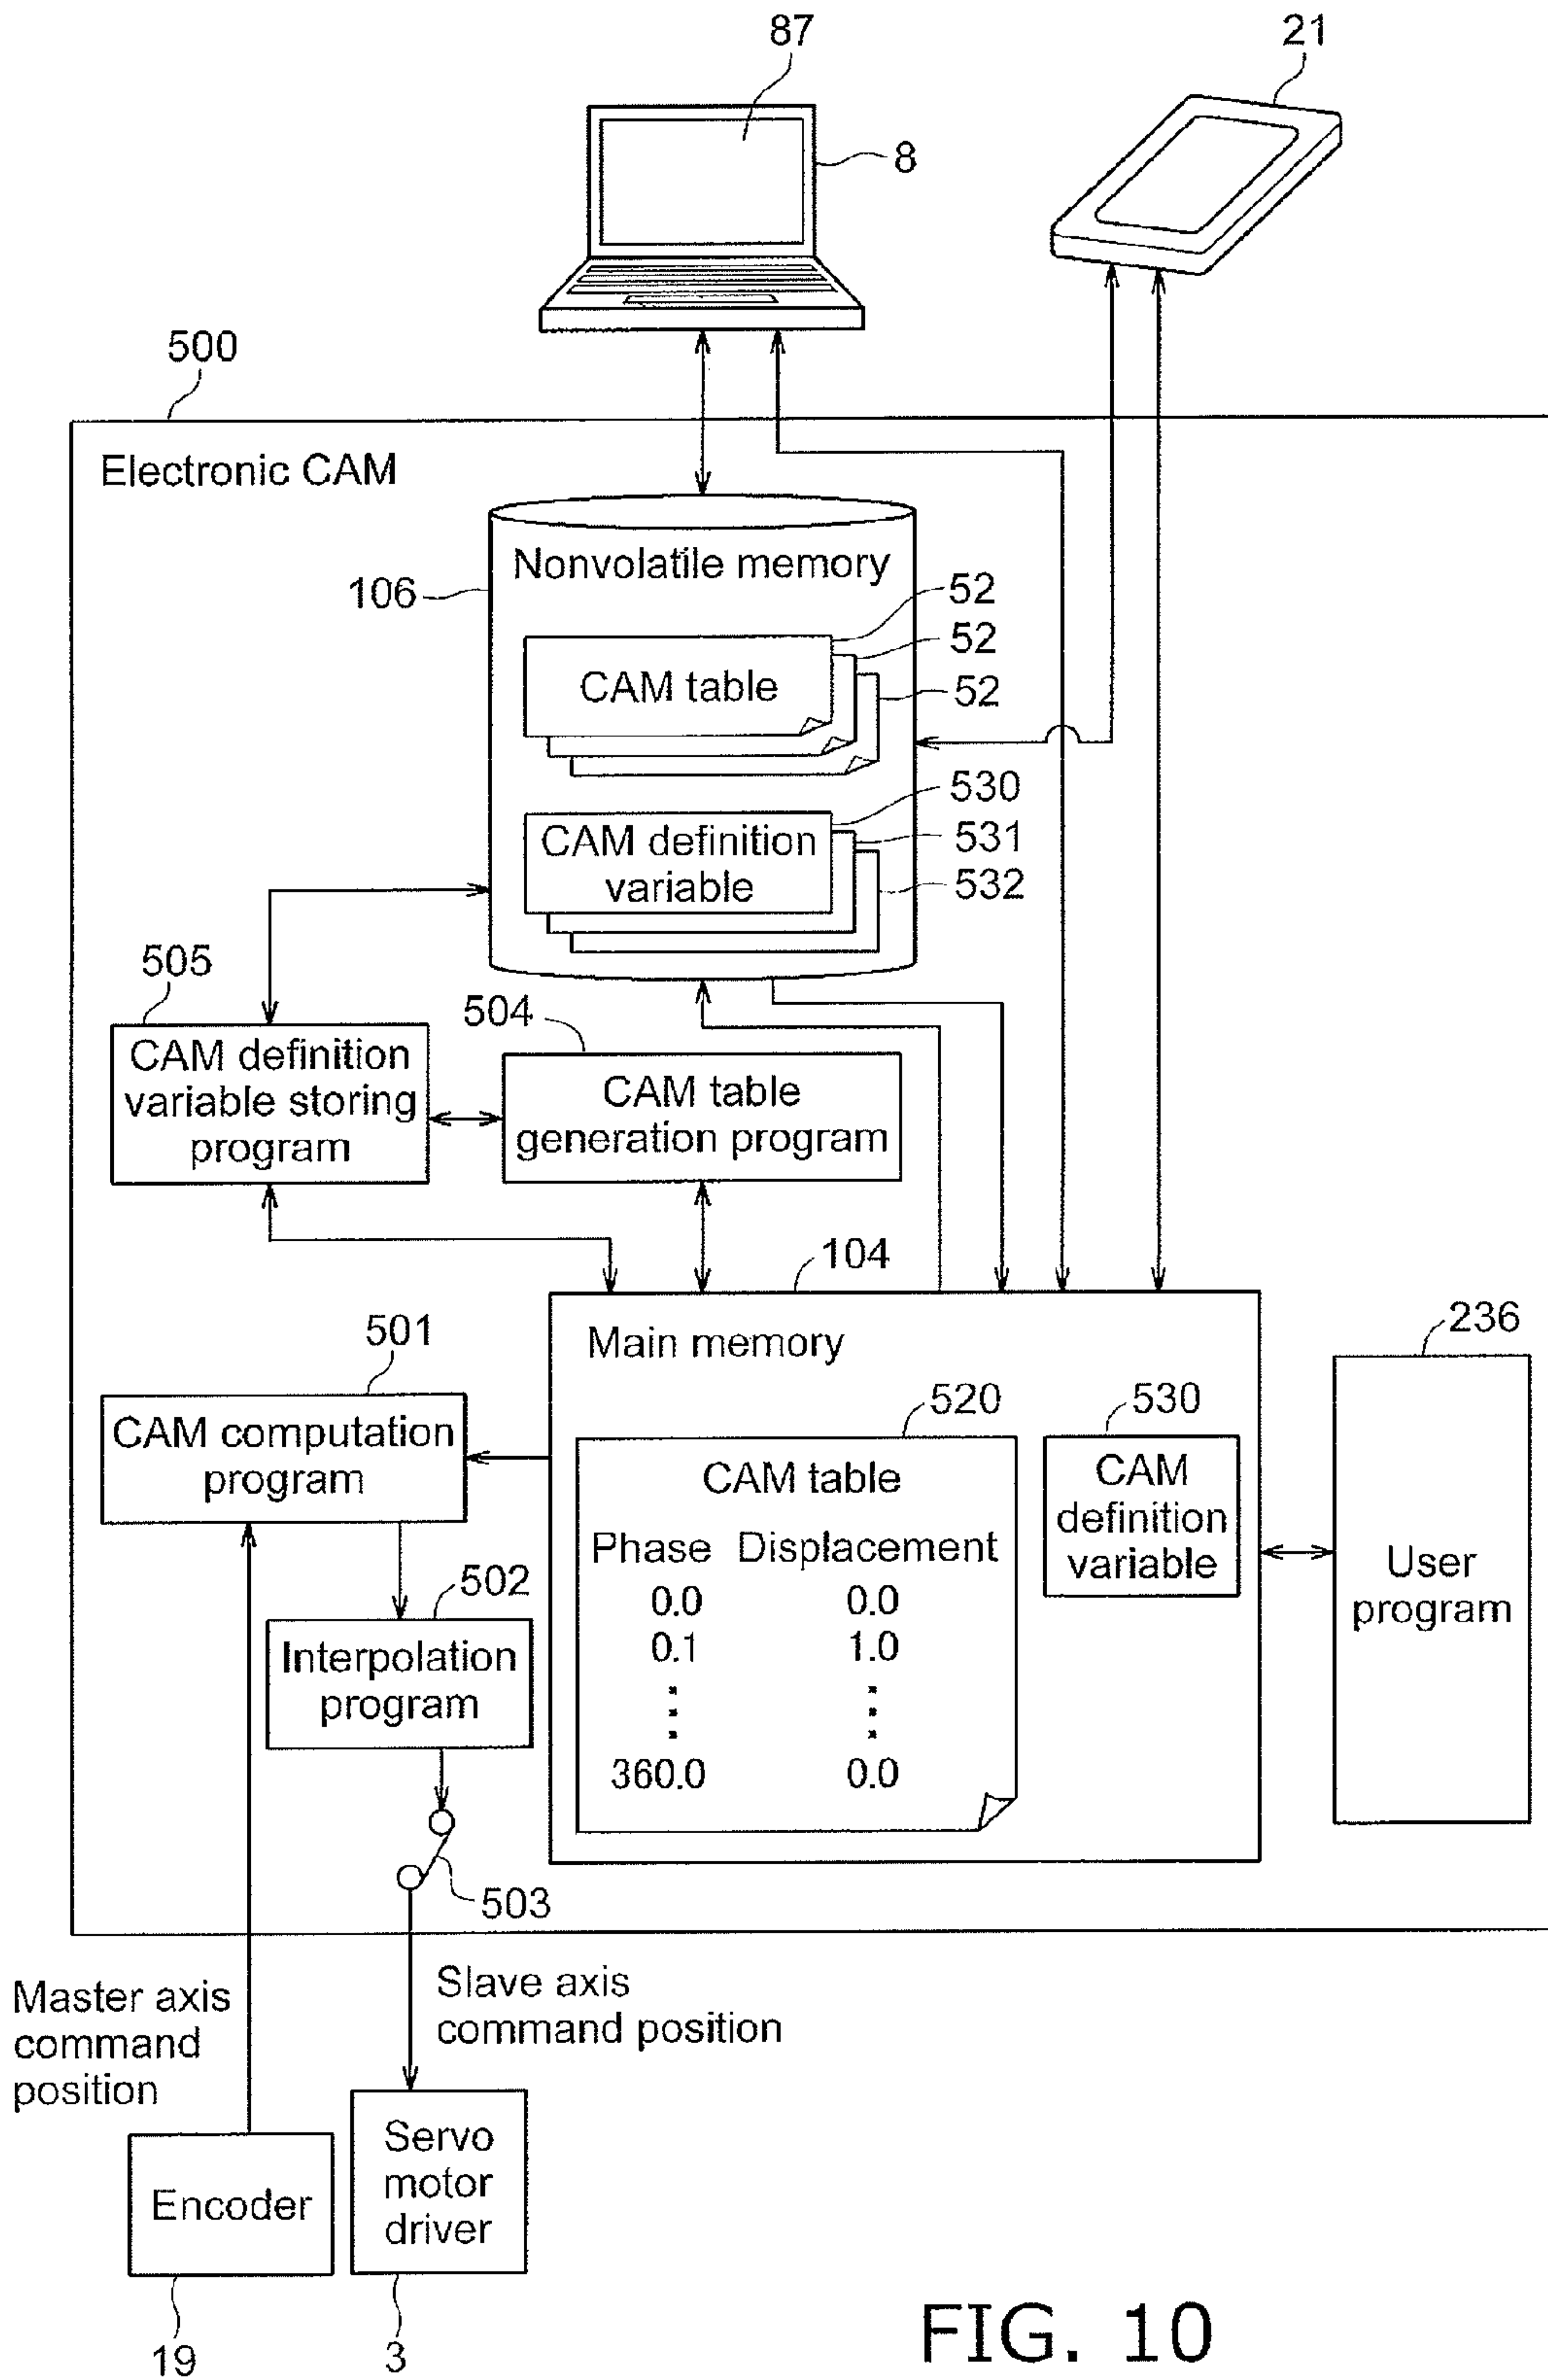 87
21
8
500
Electronic CAM
Nonvolatile memory
106
52
52
52
CAM table
530
531
532
CAM definition
variable
505
504
CAM definition
variable storing
program
CAM table
generation program
104
236
501
Main memory
520
530
CAM computation
program
CAM table
Phase Displacement
0.0 0.0
0.1 1.0
360.0 0.0
CAM
definition
variable
User
program
502
Interpolation
program
503
Master axis
command
position
Slave axis
command position
Encoder
Servo
motor
driver
19
3
FIG. 10